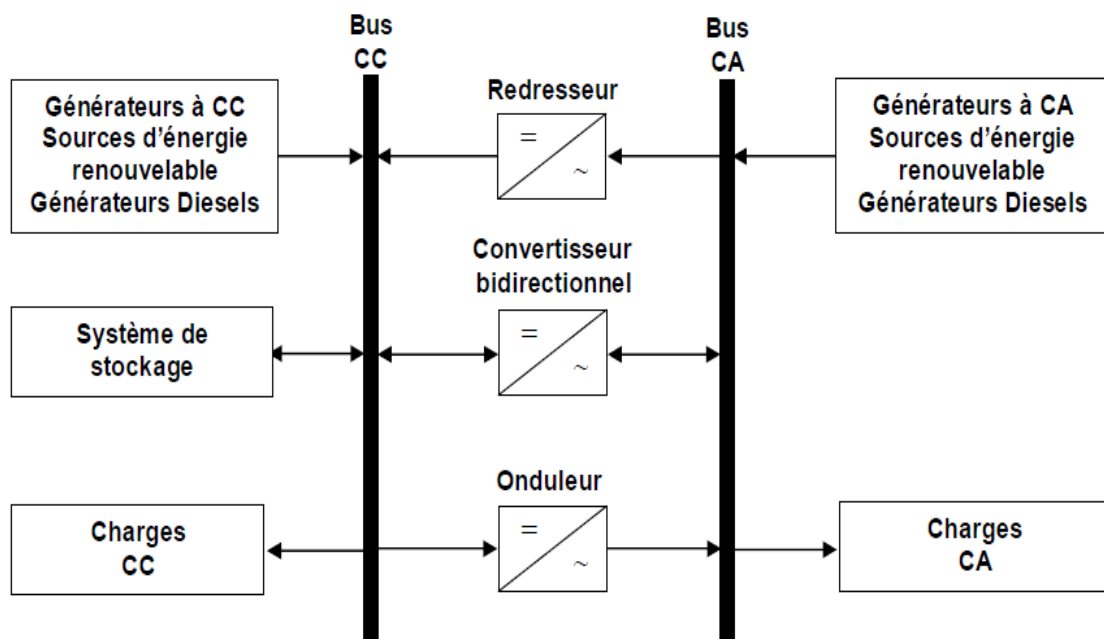 Bus
CC
Bus
CA
Générateurs à CC
Sources d'énergie
renouvelable
Générateurs Diesels
Redresseur
=
~
Générateurs à CA
Sources d'énergie
renouvelable
Générateurs Diesels
Système de
stockage
Convertisseur
bidirectionnel
=
~
Charges
CC
Onduleur
=
~
Charges
CA